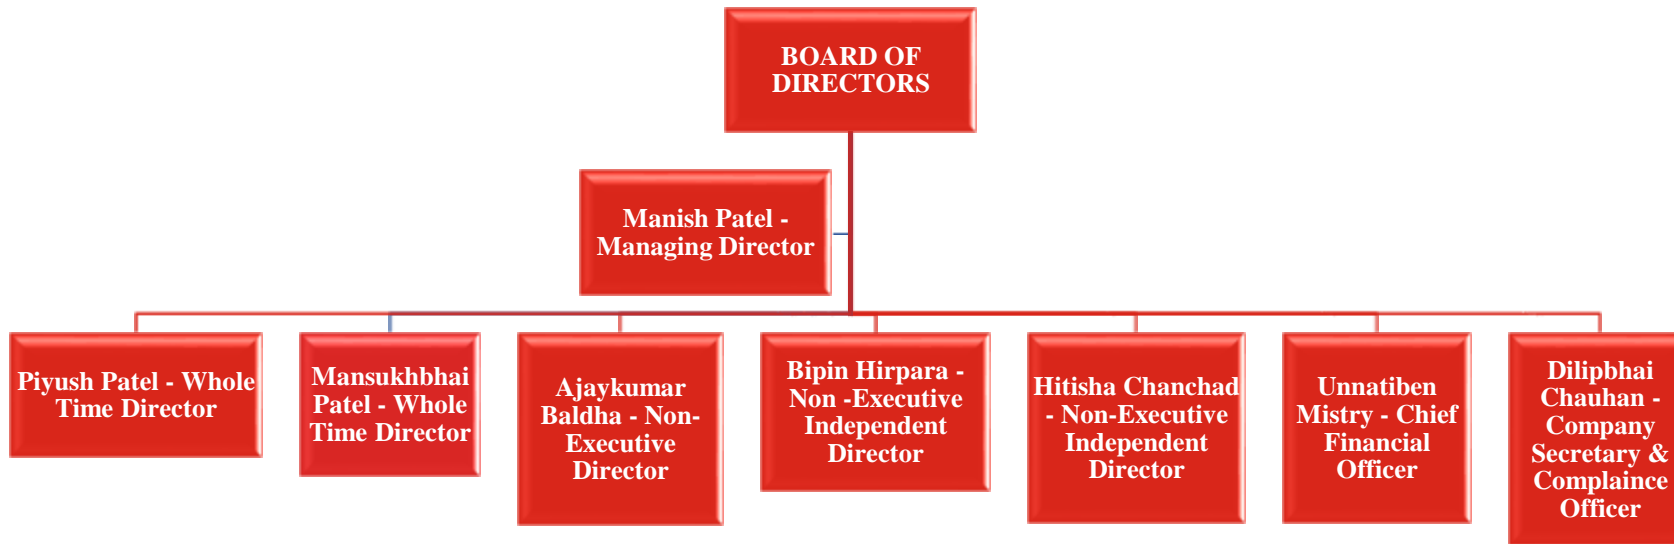 BOARD OF
DIRECTORS
Manish Patel -
Managing Director
Piyush Patel - Whole
Time Director
Mansukhbhai
Patel - Whole
Time Director
Ajaykumar
Baldha - Non-
Executive
Director
Bipin Hirpara -
Non -Executive
Independent
Director
Hitisha Chanchad
- Non-Executive
Independent
Director
Unnatiben
Mistry - Chief
Financial
Officer
Dilipbhai
Chauhan -
Company
Secretary &
Complaince
Officer